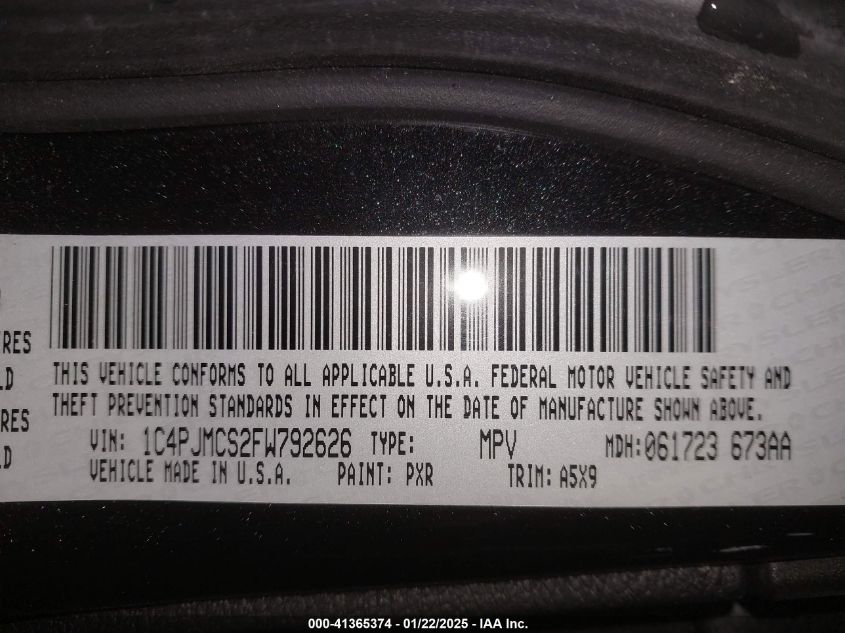 RES
THIS VEHICLE CONFORMS TO ALL APPLICABLE U.S.A. FEDERAL MOTOR VEHICLE SAFETY AND
LD
THEFT PREVENTION STANDARDS IN EFFECT ON THE DATE OF MANUFACTURE SHOWN ABOVE.
RES
VIN: 1C4PJMCS2FW792626 TYPE: MPV MDH:061723 673AA
LD
VEHICLE MADE IN U.S.A. PAINT: PXR TRIM: A5X9
000-41365374 - 01/22/2025 - IAA Inc.